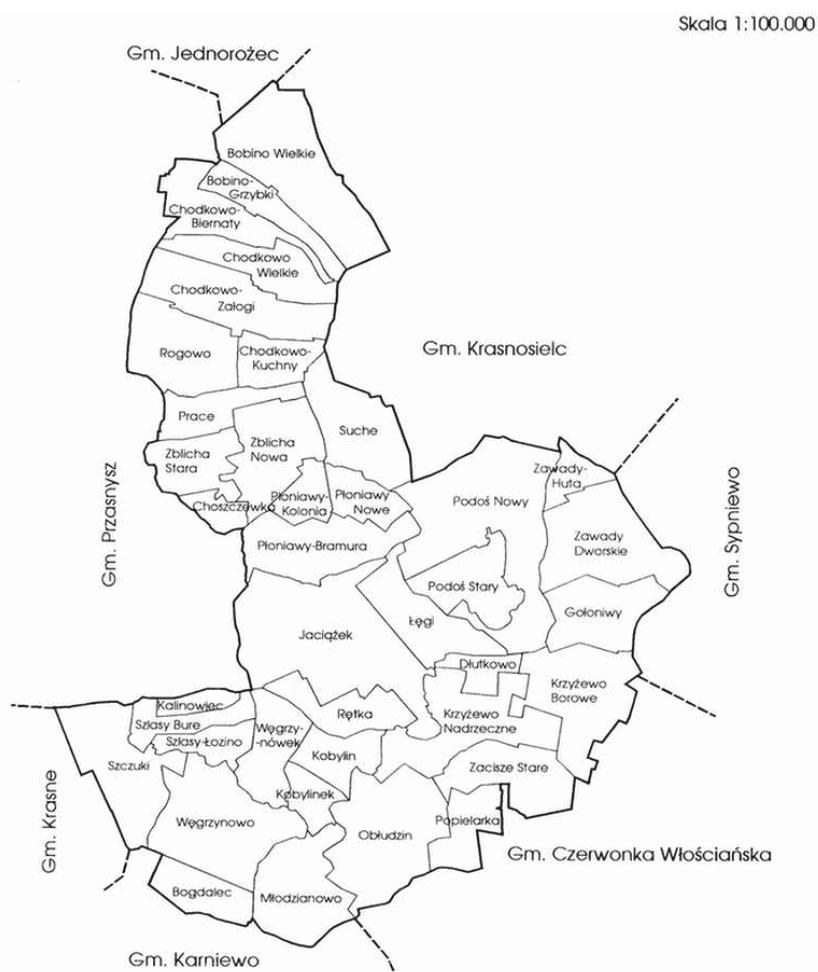 Skala 1:100.000
Gm. Jednorożec
Bobino Wielkie
Bobino-
Grzybki
Chodkowo-
Biernaty
Chodkowo
Wielkie
Chodkowo-
Załogi
Rogowo
Chodkowo-
Kuchny
Gm. Krasnosielc
Prace
Suche
Zblicha
Nowa
Zblicha
Stara
Choszczewka
Płoniawy-
Kolonia
Płoniawy
Nowe
Podoś Nowy
Zawady-
Huta
Zawady
Dworskie
Gm. Przasnysz
Gm. Sypniewo
Płoniawy-Bramura
Podoś Stary
Gołoniwy
Łęgi
Jaciążek
Dłutkowo
Krzyżewo
Borowe
Kalinowiec
Szlasy Bure
Szlasy-Łozino
Węgrzy-
-nówek
Rętka
Krzyżewo
Nadrzeczne
Kobylin
Szczuki
Zacisze Stare
Kobylinek
Gm. Krasne
Węgrzynowo
Obłudzin
Popielarka
Gm. Czerwonka Włościańska
Bogdalec
Młodzianowo
Gm. Karniewo